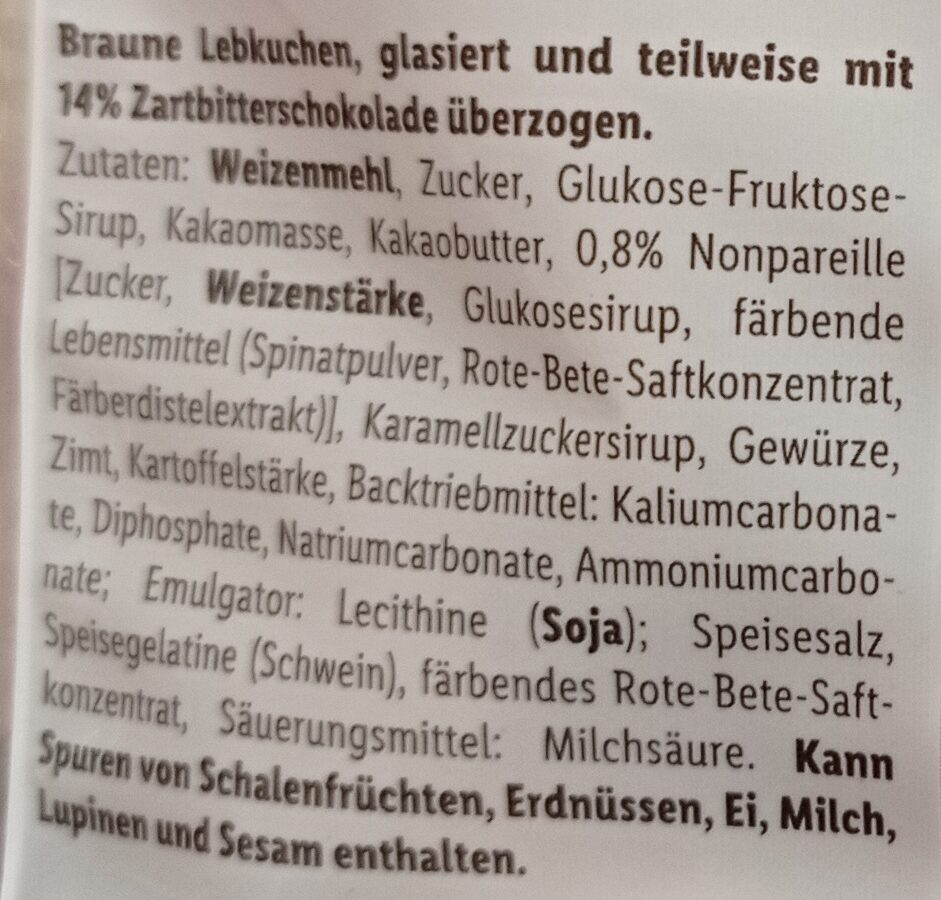 Braune Lebkuchen, glasiert und teilweise mit
14% Zartbitterschokolade überzogen.
Zutaten: Weizenmehl, Zucker, Glukose-Fruktose-
Sirup, Kakaomasse, Kakaobutter, 0,8% Nonpareille
[Zucker, Weizenstärke, Glukosesirup, färbende
Lebensmittel (Spinatpulver, Rote-Bete-Saftkonzentrat,
Färberdistelextrakt)], Karamellzuckersirup, Gewürze,
Zimt, Kartoffelstärke, Backtriebmittel: Kaliumcarbona-
te, Diphosphate, Natriumcarbonate, Ammoniumcarbo-
nate; Emulgator: Lecithine (Soja); Speisesalz,
Speisegelatine (Schwein), färbendes Rote-Bete-Saft-
konzentrat, Säuerungsmittel: Milchsäure. Kann
Spuren von Schalenfrüchten, Erdnüssen, Ei, Milch,
Lupinen und Sesam enthalten.